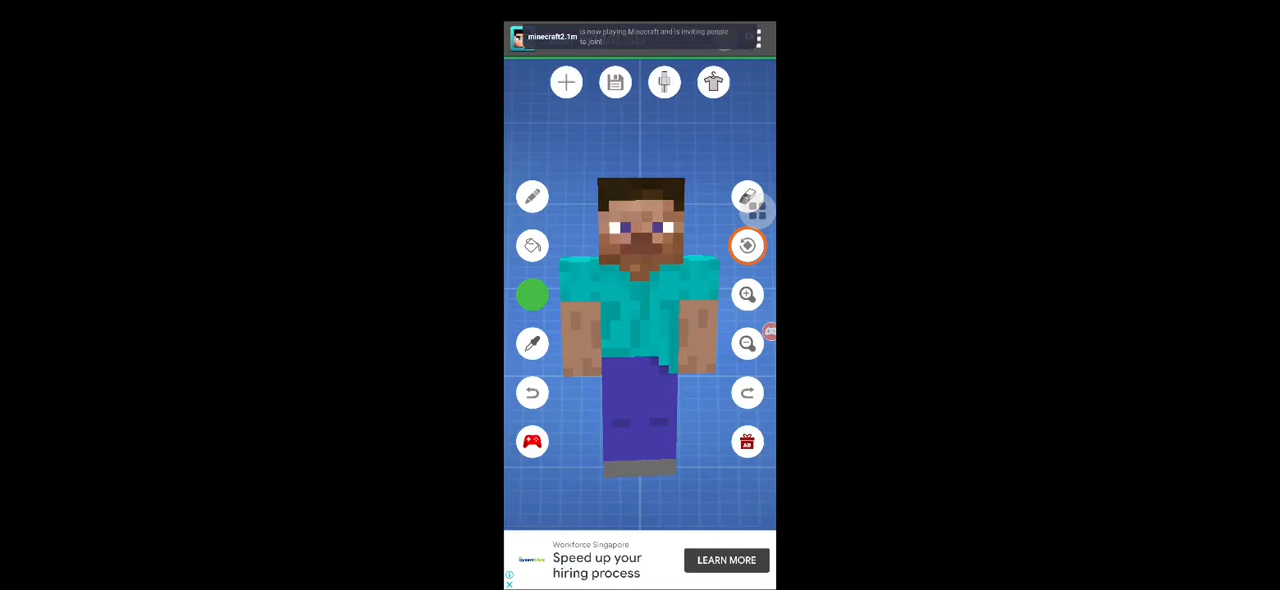 minecraft2.1m
is now playing Minecraft and is inviting people
to join!
AD
Workforce Singapore
Speed up your
hiring process
LEARN MORE